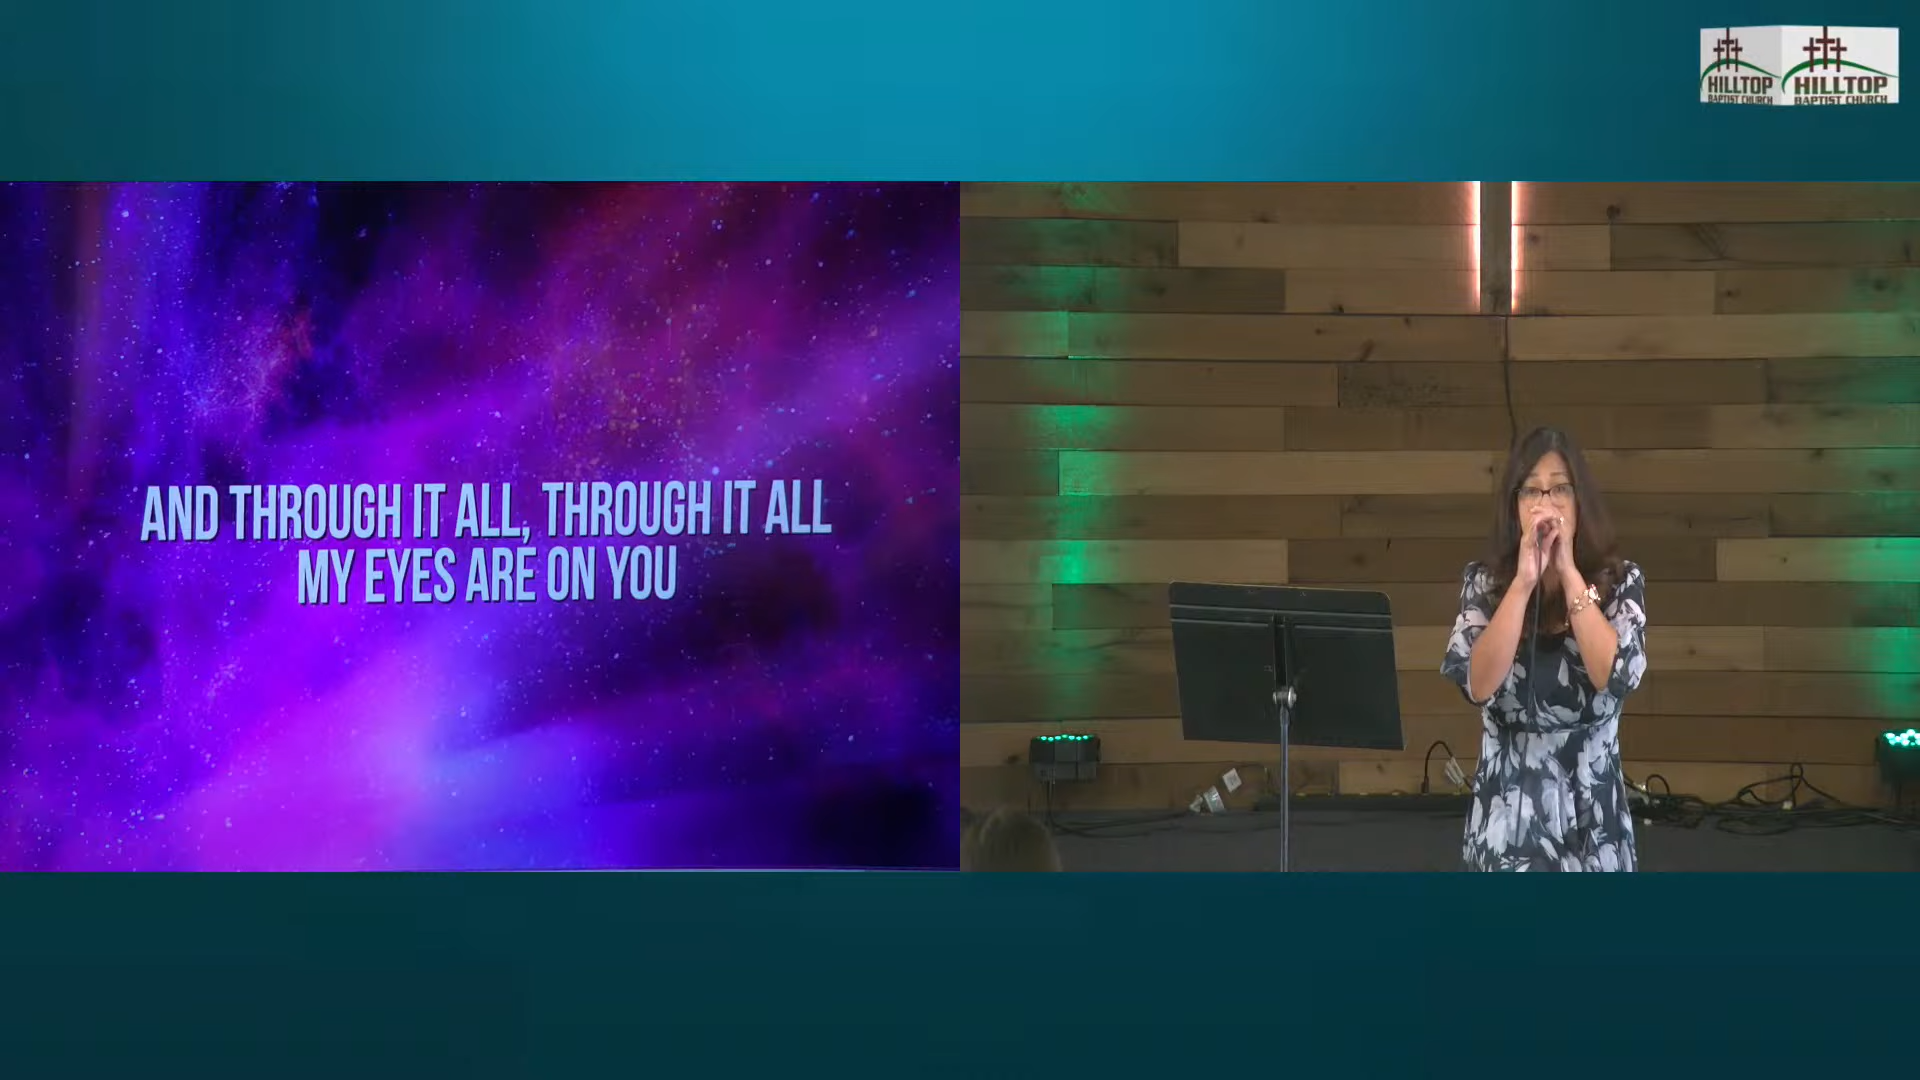 HILLTOP
BAPTIST CHURCH
HILLTOP
BAPTIST CHURCH
AND THROUGH IT ALL, THROUGH IT ALL
MY EYES ARE ON YOU